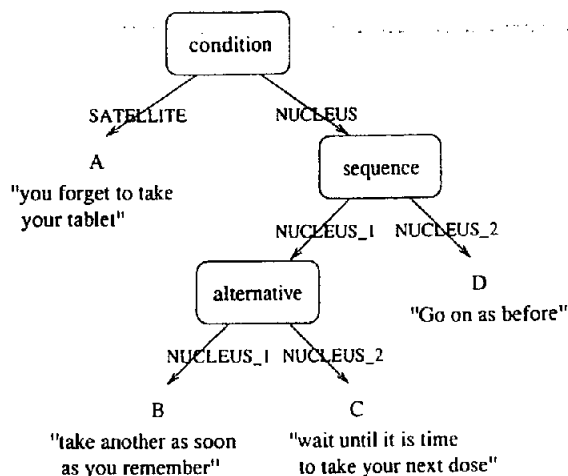 condition
SATELLITE
NUCLEUS
A
"you forget to take
your tablet"
sequence
NUCLEUS_1
NUCLEUS_2
alternative
D
"Go on as before"
NUCLEUS_1
NUCLEUS_2
B
"take another as soon
as you remember"
C
"wait until it is time
to take your next dose"